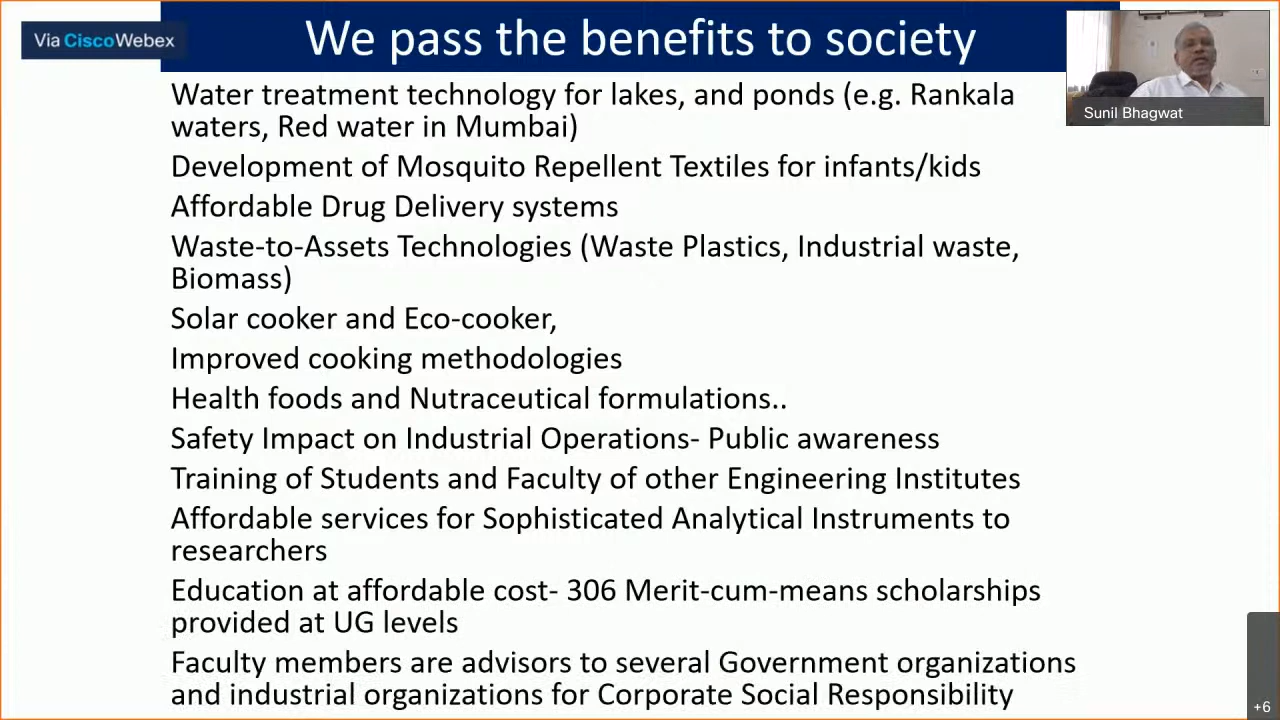 Via CiscoWebex
We pass the benefits to society
Sunil Bhagwat
Water treatment technology for lakes, and ponds (e.g. Rankala
waters, Red water in Mumbai)
Development of Mosquito Repellent Textiles for infants/kids
Affordable Drug Delivery systems
Waste-to-Assets Technologies (Waste Plastics, Industrial waste,
Biomass)
Solar cooker and Eco-cooker,
Improved cooking methodologies
Health foods and Nutraceutical formulations..
Safety Impact on Industrial Operations- Public awareness
Training of Students and Faculty of other Engineering Institutes
Affordable services for Sophisticated Analytical Instruments to
researchers
Education at affordable cost- 306 Merit-cum-means scholarships
provided at UG levels
Faculty members are advisors to several Government organizations
and industrial organizations for Corporate Social Responsibility
+6